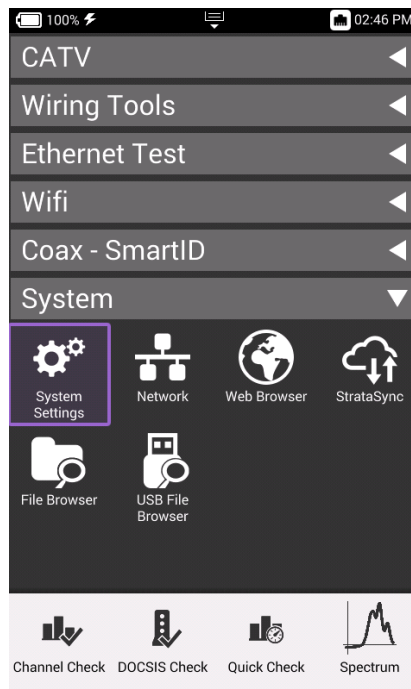 100% 02:46 PM
CATV
Wiring Tools
Ethernet Test
Wifi
Coax - SmartID
System
System Settings
Network
Web Browser
StrataSync
File Browser
USB File Browser
Channel Check
DOCSIS Check
Quick Check
Spectrum